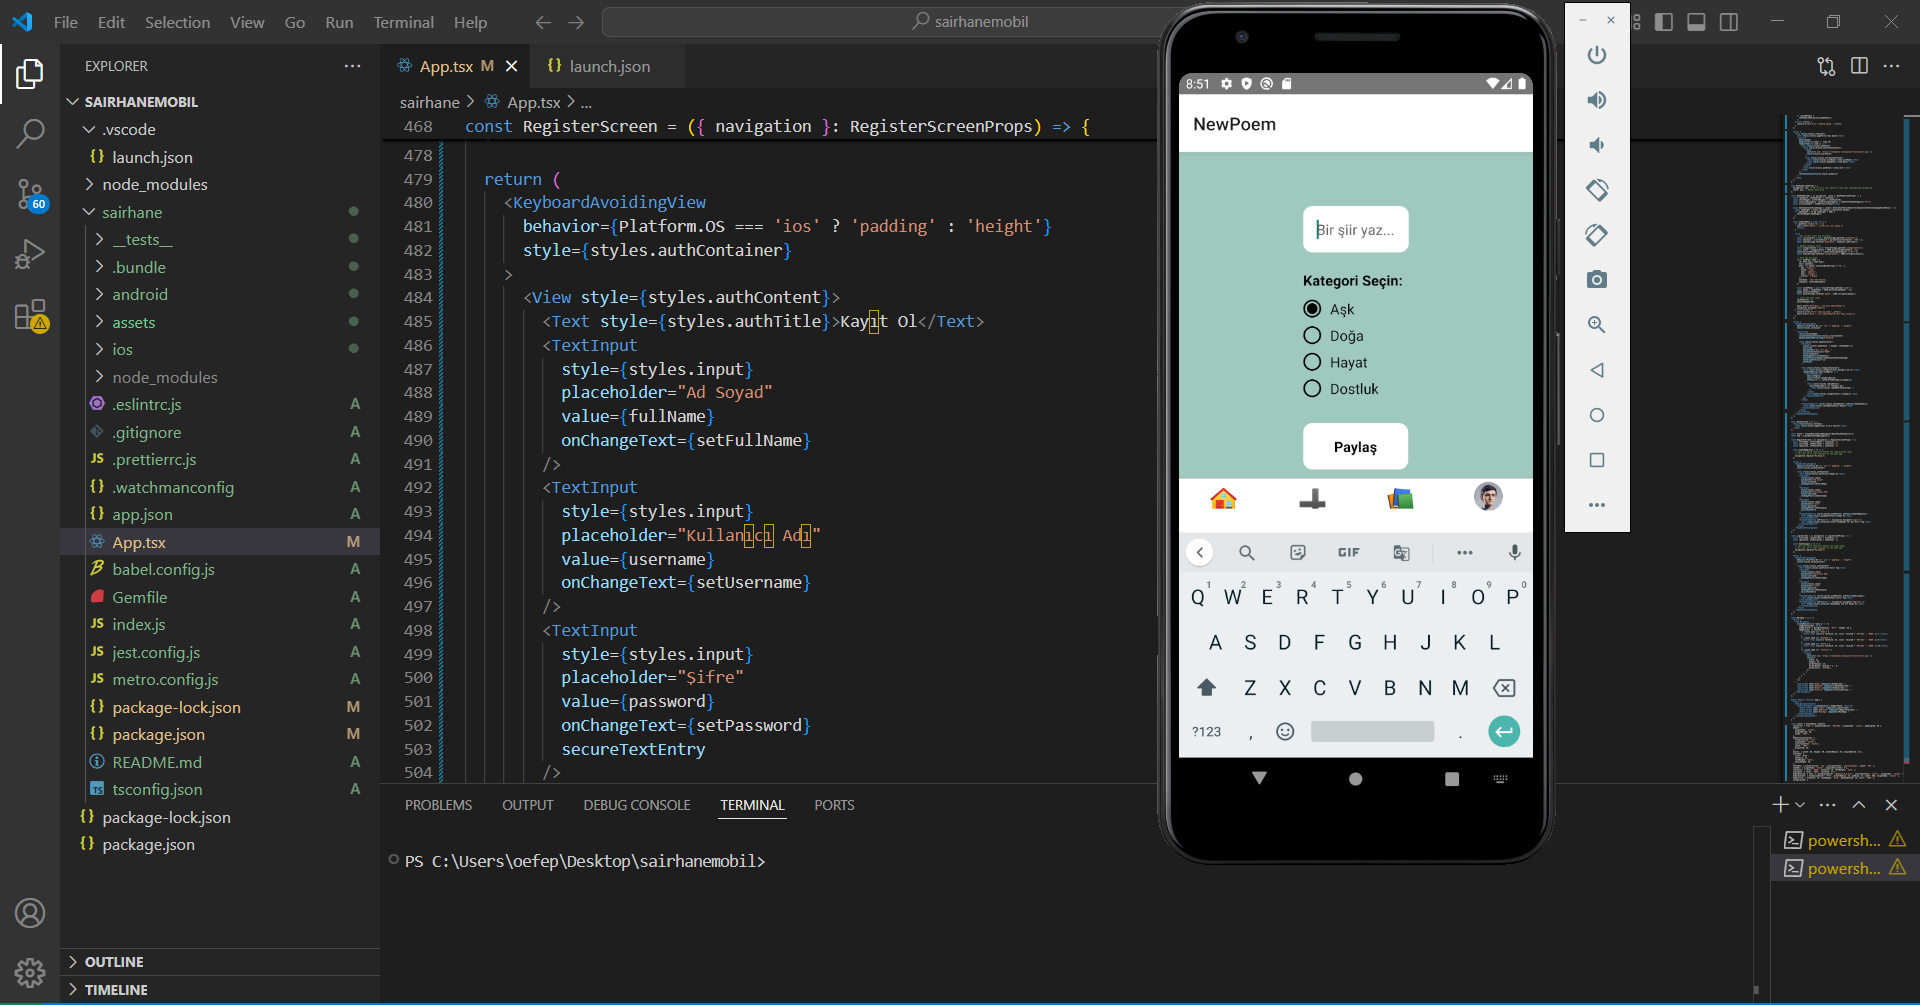 File Edit Selection View Go Run Terminal Help
sairhanemobil
EXPLORER
SAIRHANEMOBIL
.vscode
launch.json
node_modules
sairhane
__tests__
.bundle
android
assets
ios
node_modules
.eslintrc.js A
.gitignore A
.prettierrc.js A
.watchmanconfig A
app.json A
App.tsx M
babel.config.js A
Gemfile A
index.js A
jest.config.js A
metro.config.js A
package-lock.json M
package.json M
README.md A
tsconfig.json A
package-lock.json
package.json
OUTLINE
TIMELINE
60
App.tsx M
launch.json
sairhane > App.tsx > ...
468 const RegisterScreen = ({ navigation }: RegisterScreenProps) => {
478
479 return (
480 <KeyboardAvoidingView
481 behavior={Platform.OS === 'ios' ? 'padding' : 'height'}
482 style={styles.authContainer}
483 >
484 <View style={styles.authContent}>
485 <Text style={styles.authTitle}>Kayıt Ol</Text>
486 <TextInput
487 style={styles.input}
488 placeholder="Ad Soyad"
489 value={fullName}
490 onChangeText={setFullName}
491 />
492 <TextInput
493 style={styles.input}
494 placeholder="Kullanıcı Adı"
495 value={username}
496 onChangeText={setUsername}
497 />
498 <TextInput
499 style={styles.input}
500 placeholder="Şifre"
501 value={password}
502 onChangeText={setPassword}
503 secureTextEntry
504 />
PROBLEMS OUTPUT DEBUG CONSOLE TERMINAL PORTS
PS C:\Users\oefep\Desktop\sairhanemobil>
powersh...
powersh...
8:51
NewPoem
Bir şiir yaz...
Kategori Seçin:
Aşk
Doğa
Hayat
Dostluk
Paylaş
GIF
1 2 3 4 5 6 7 8 9 0
Q W E R T Y U I O P
A S D F G H J K L
Z X C V B N M
?123 , .